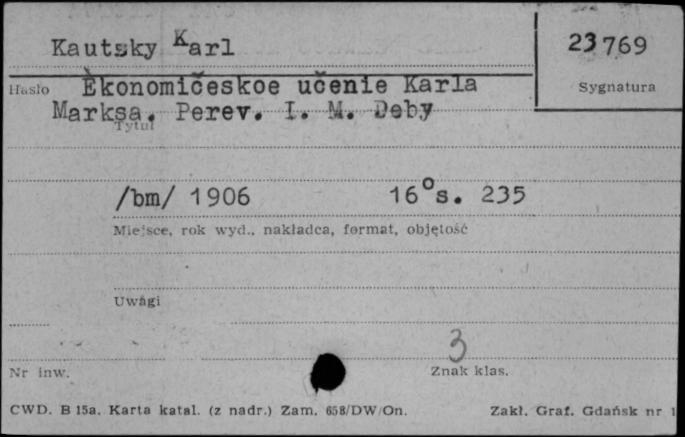 Kautsky Karl
23769
Sygnatura
Hasło Èkonomičeskoe učenie Karla
Marksa. Perev. I. M. Deby
Tytuł
/bm/ 1906 16°s. 235
Miejsce, rok wyd., nakładca, format, objętość
Uwagi
3
Nr inw. Znak klas.
CWD. B 15a. Karta katal. (z nadr.) Zam. 658/DW/On. Zakł. Graf. Gdańsk nr 1